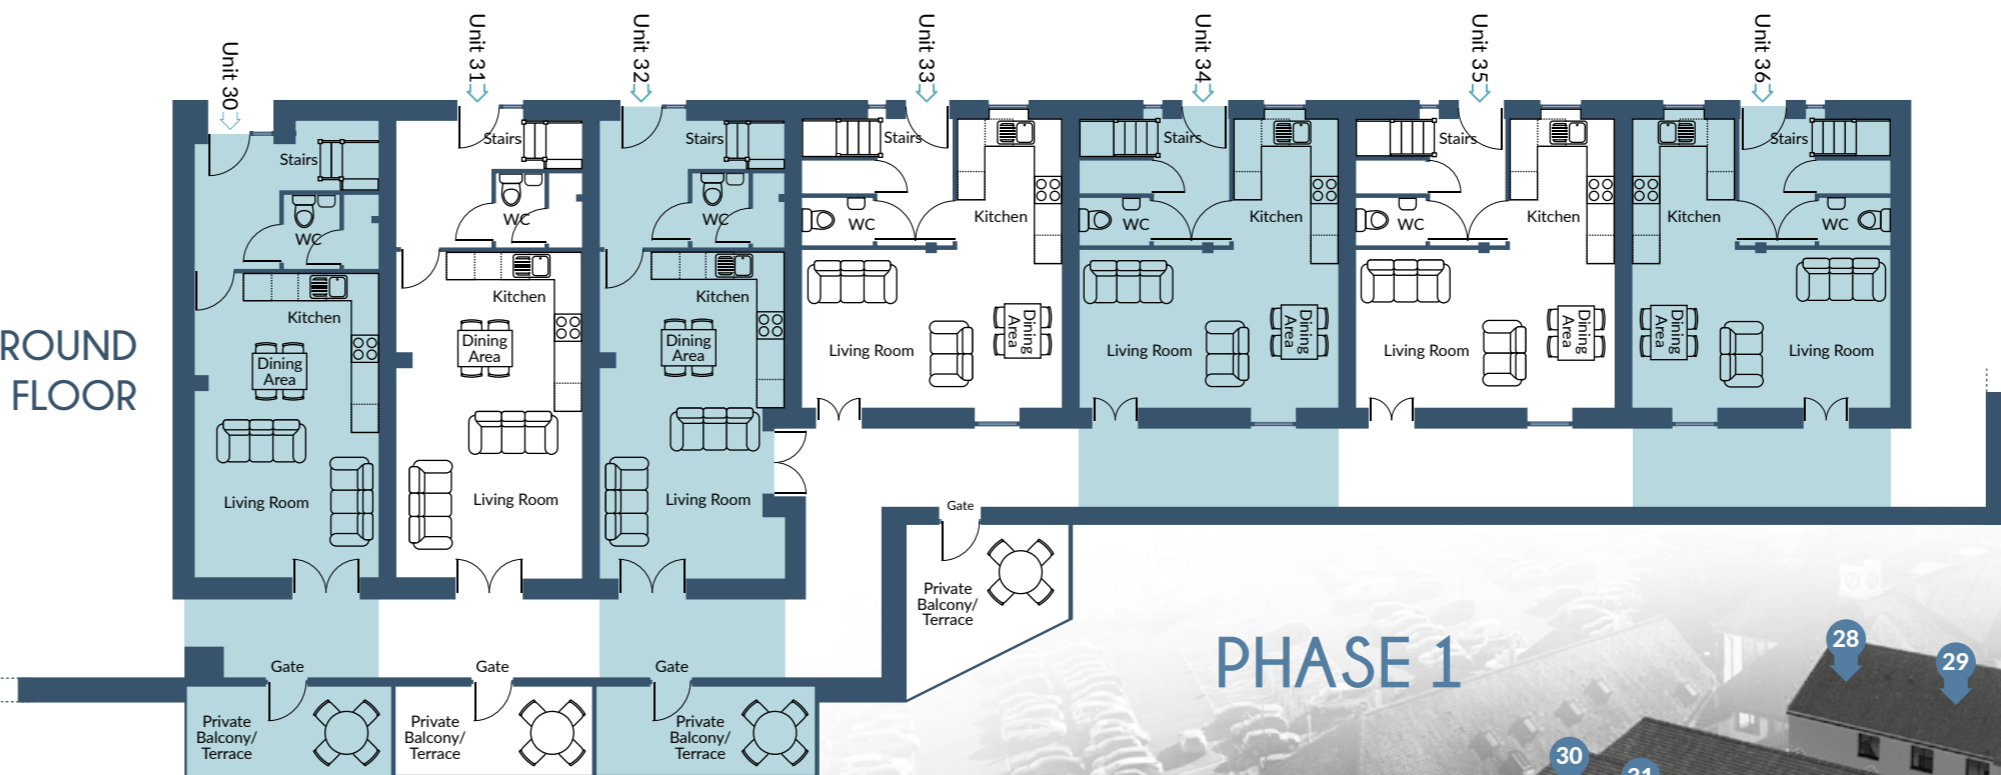 Unit 30
Unit 31
Unit 32
Unit 33
Unit 34
Unit 35
Unit 36
Stairs
Stairs
Stairs
Stairs
Stairs
Stairs
Stairs
WC
WC
WC
WC
WC
WC
WC
Kitchen
Kitchen
Kitchen
Kitchen
Kitchen
Kitchen
Kitchen
ROUND
FLOOR
Dining
Area
Dining
Area
Dining
Area
Dining
Area
Dining
Area
Dining
Area
Dining
Area
Living Room
Living Room
Living Room
Living Room
Living Room
Living Room
Living Room
Gate
Gate
Gate
Gate
Private
Balcony/
Terrace
Private
Balcony/
Terrace
Private
Balcony/
Terrace
Private
Balcony/
Terrace
PHASE 1
28
29
30
31